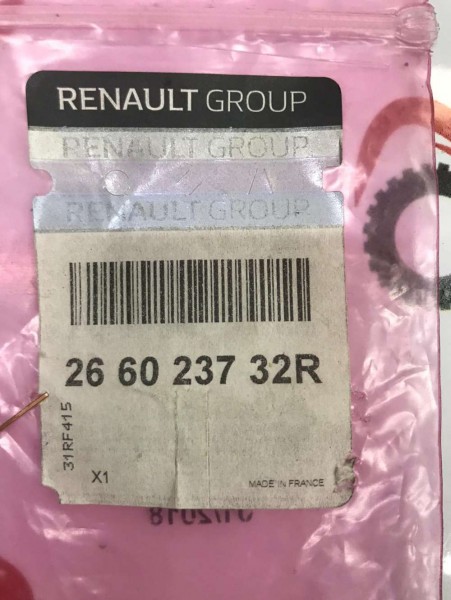 RENAULT GROUP
RENAULT GROUP
RENAULT GROUP
26 60 237 32R
31RF415
X1
MADE IN FRANCE